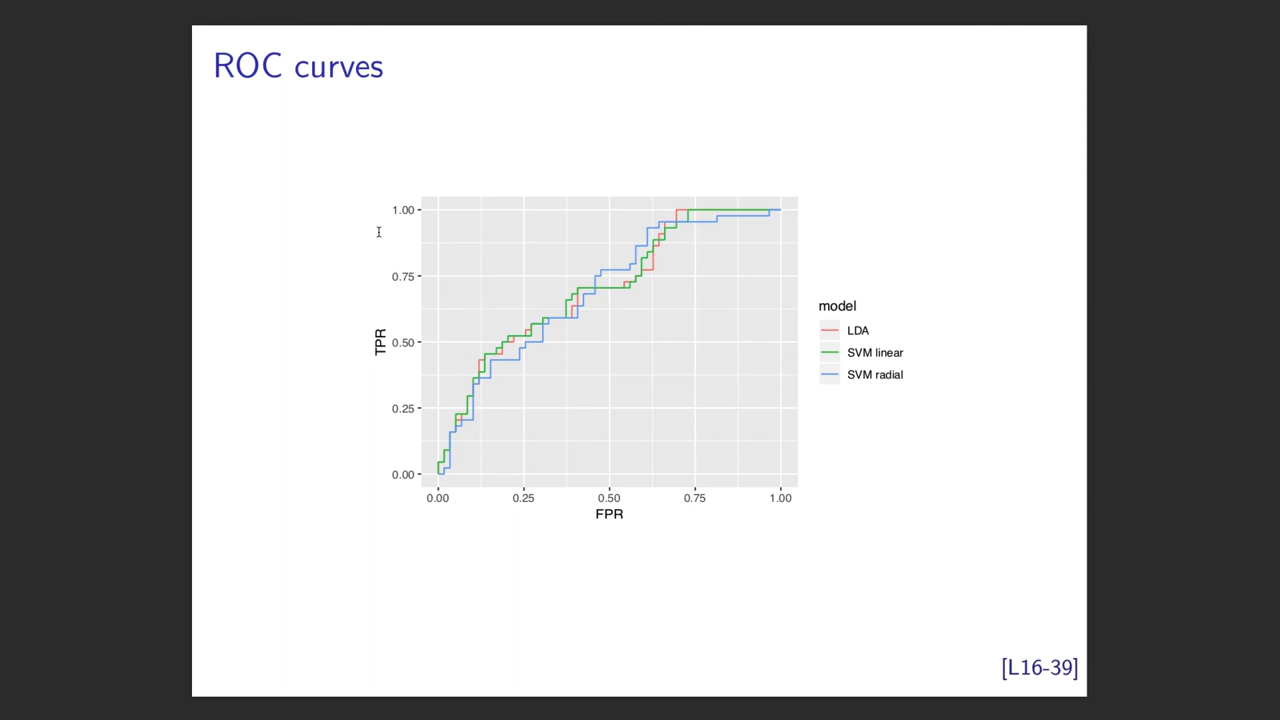 ROC curves
1.00
0.75
0.50
0.25
0.00
TPR
0.00 0.25 0.50 0.75 1.00
FPR
model
LDA
SVM linear
SVM radial
[L16-39]